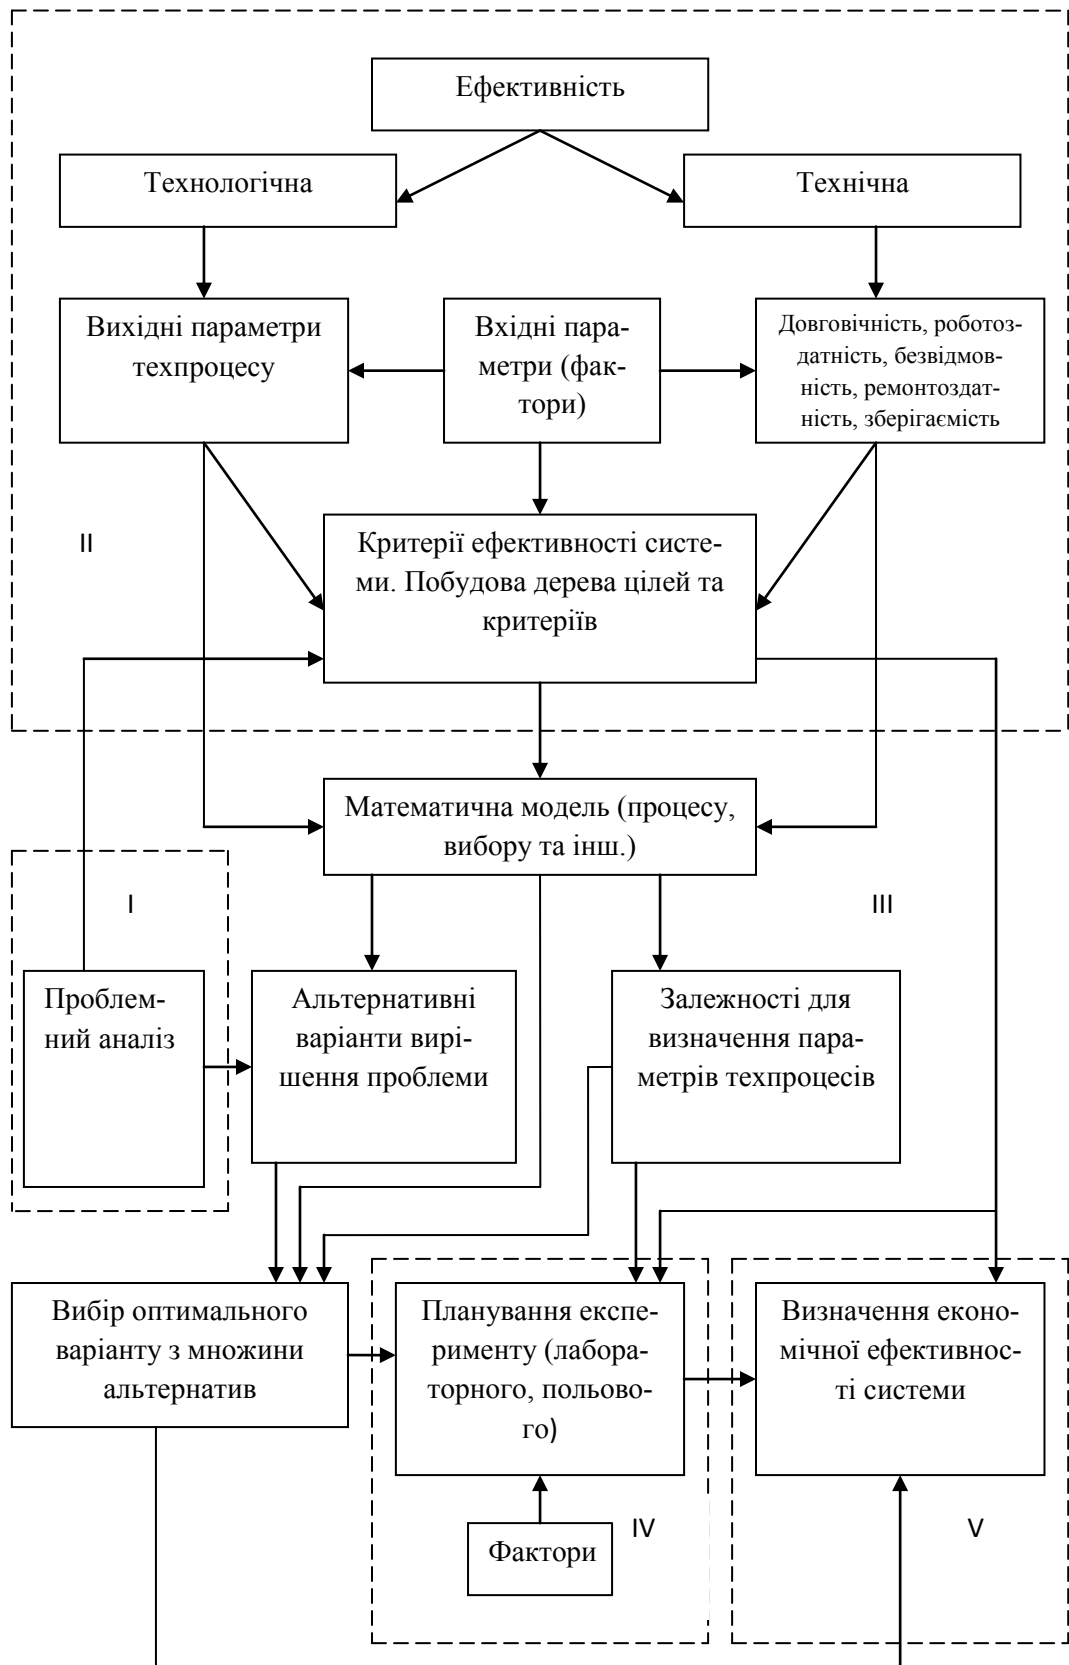 Ефективність
Технологічна
Технічна
Вихідні параметри
техпроцесу
Вхідні пара-
метри (фак-
тори)
Довговічність, роботоз-
датність, безвідмов-
ність, ремонтоздат-
ність, зберігаємість
II
Критерії ефективності систе-
ми. Побудова дерева цілей та
критеріїв
Математична модель (процесу,
вибору та інш.)
I
III
Проблем-
ний аналіз
Альтернативні
варіанти вирі-
шення проблеми
Залежності для
визначення пара-
метрів техпроцесів
Вибір оптимального
варіанту з множини
альтернатив
Планування експе-
рименту (лабора-
торного, польово-
го)
Визначення еконо-
мічної ефективнос-
ті системи
IV
V
Фактори